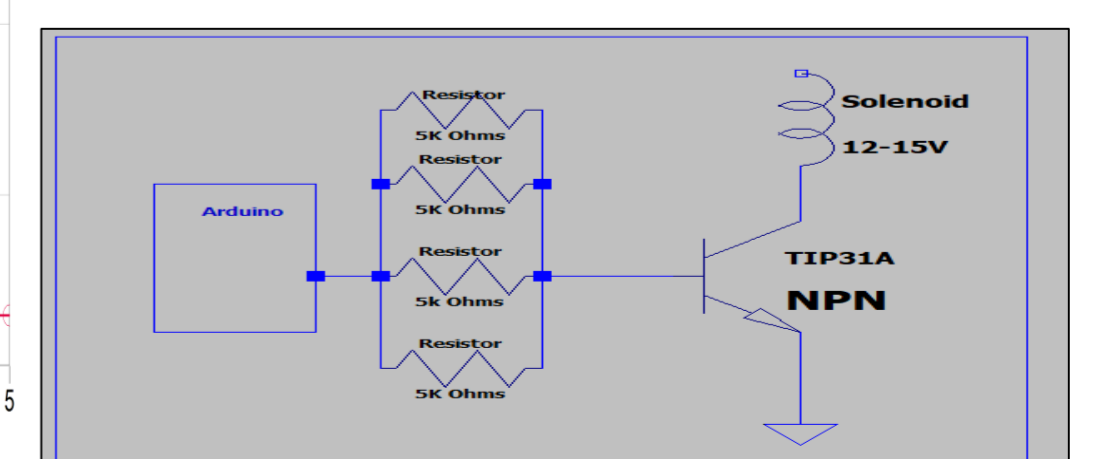 Resistor
5K Ohms
Resistor
5K Ohms
Resistor
5k Ohms
Resistor
5K Ohms
Arduino
Solenoid
12-15V
TIP31A
NPN
5